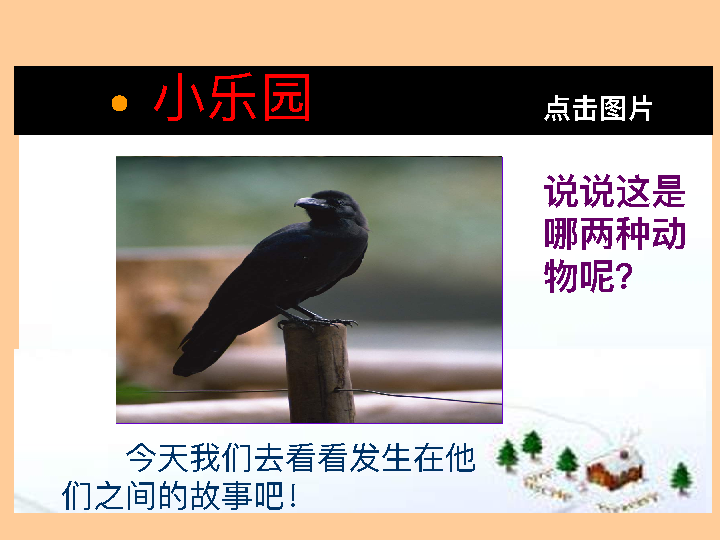 • 小乐园
点击图片
说说这是
哪两种动
物呢?
今天我们去看看发生在他
们之间的故事吧!